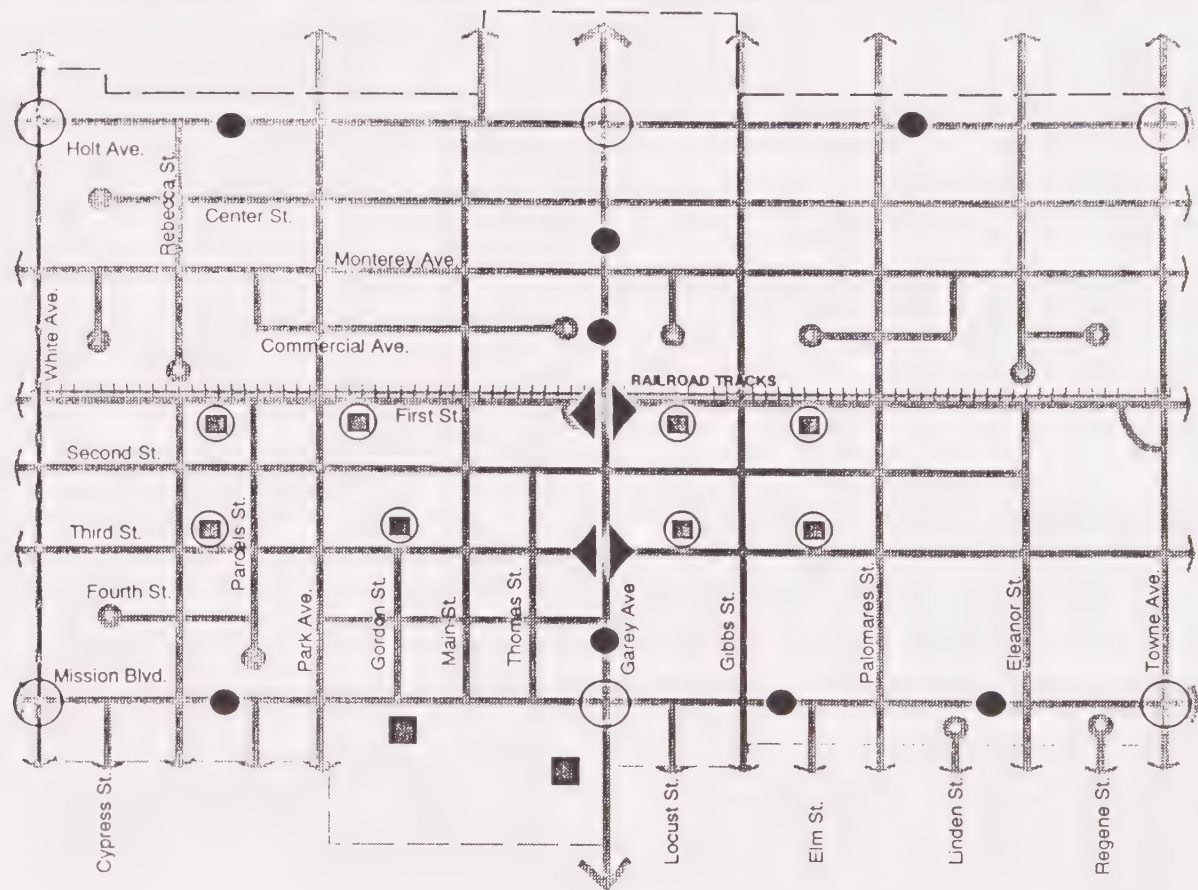 Holt Ave.
Rebecca St.
Center St.
Monterey Ave.
White Ave.
Commercial Ave.
RAILROAD TRACKS
First St.
Second St.
Third St.
Parcels St.
Fourth St.
Park Ave.
Gordon St.
Main St.
Thomas St.
Garey Ave
Gibbs St.
Palomares St.
Eleanor St.
Towne Ave.
Mission Blvd.
Cypress St.
Locust St.
Elm St.
Linden St.
Regene St.